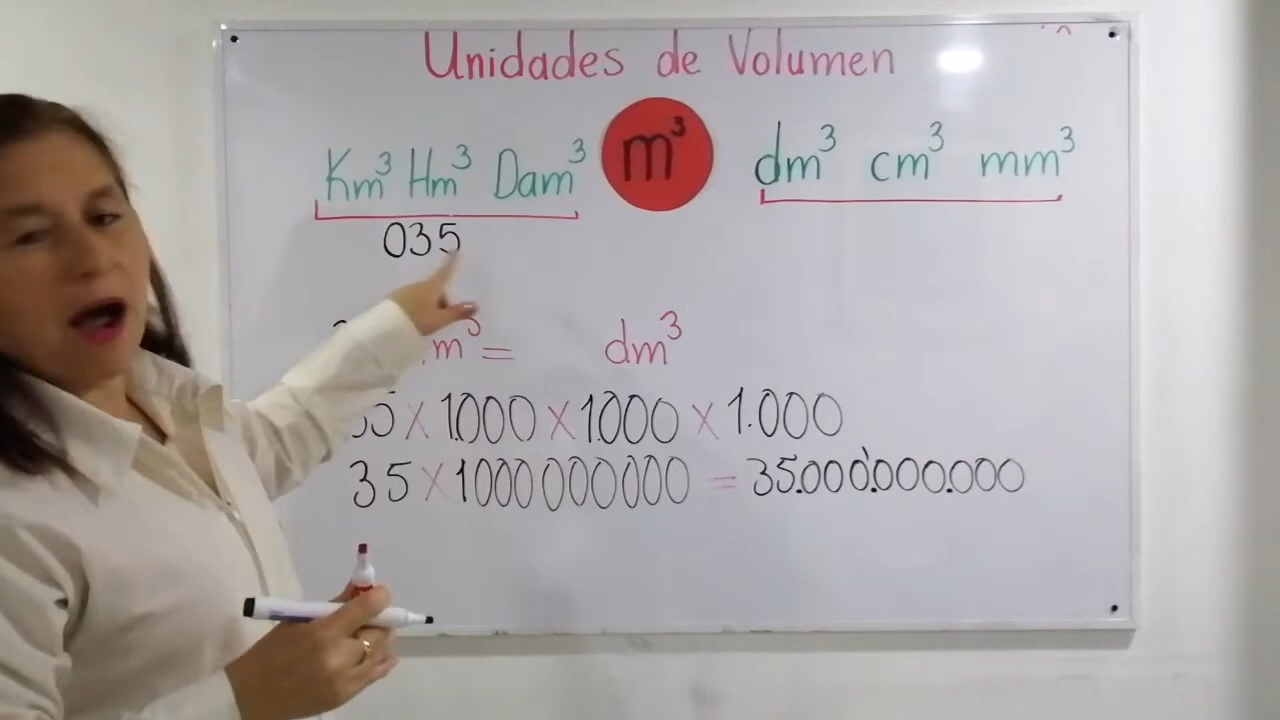 Unidades de Volumen
Km³ Hm³ Dam³ m³ dm³ cm³ mm³
035
m³ = dm³
35 x 1.000 x 1.000 x 1.000
35 x 1000000000 = 35.000'000.000